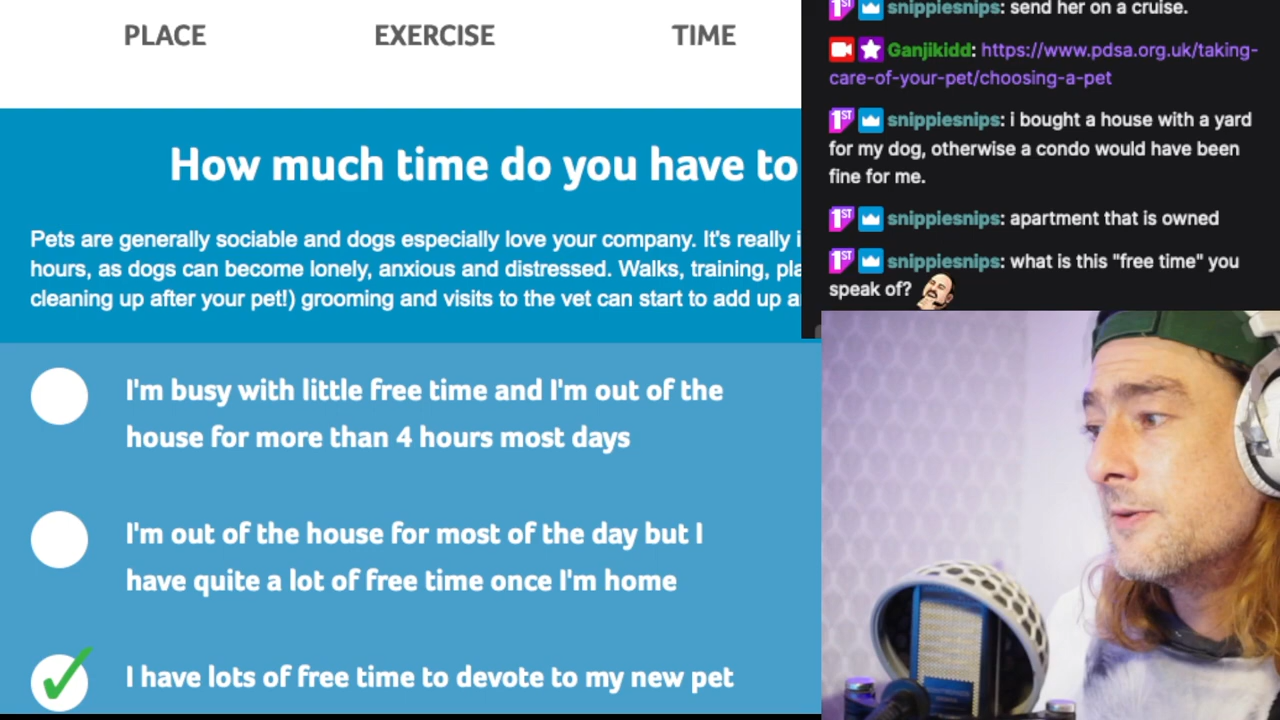 PLACE EXERCISE TIME
How much time do you have to
Pets are generally sociable and dogs especially love your company. It's really i
hours, as dogs can become lonely, anxious and distressed. Walks, training, pla
cleaning up after your pet!) grooming and visits to the vet can start to add up a
I'm busy with little free time and I'm out of the
house for more than 4 hours most days
I'm out of the house for most of the day but I
have quite a lot of free time once I'm home
I have lots of free time to devote to my new pet
1ST snippiesnips: send her on a cruise.
Ganjikidd: https://www.pdsa.org.uk/taking-
care-of-your-pet/choosing-a-pet
1ST snippiesnips: i bought a house with a yard
for my dog, otherwise a condo would have been
fine for me.
1ST snippiesnips: apartment that is owned
1ST snippiesnips: what is this "free time" you
speak of?